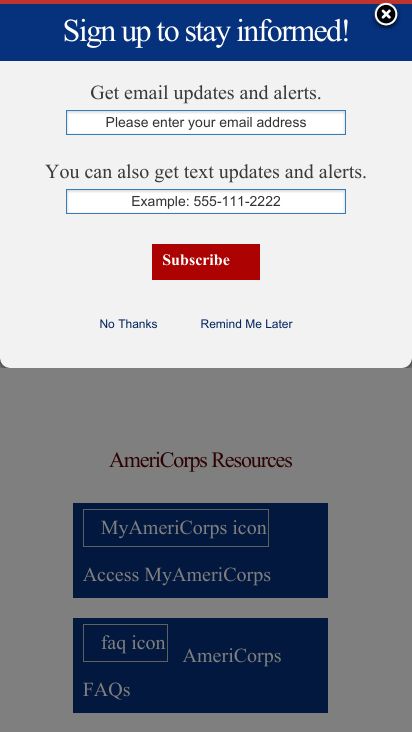 Sign up to stay informed!
Get email updates and alerts.
Please enter your email address
You can also get text updates and alerts.
Example: 555-111-2222
Subscribe
No Thanks Remind Me Later
AmeriCorps Resources
MyAmeriCorps icon
Access MyAmeriCorps
faq icon AmeriCorps
FAQs